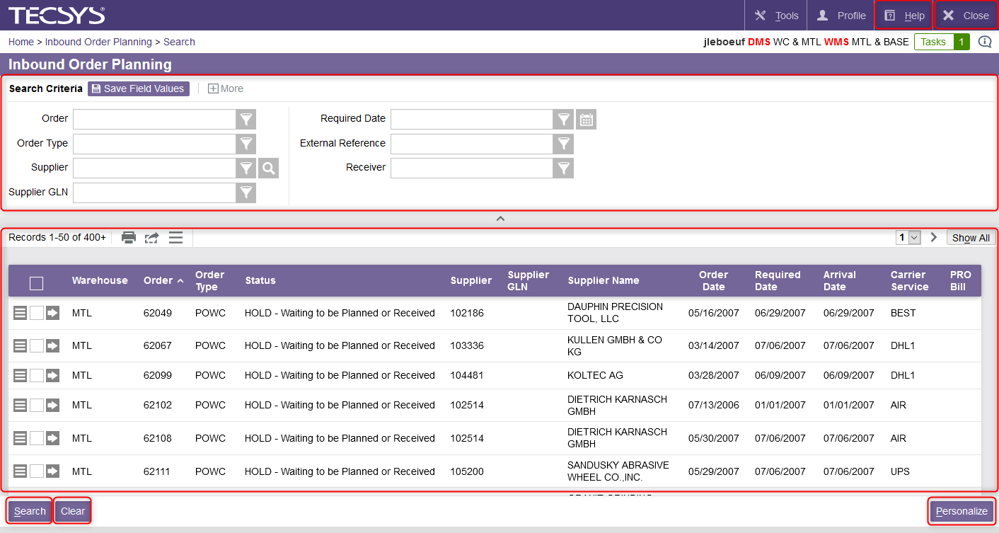 TECSYS® Tools Profile Help Close
Home > Inbound Order Planning > Search jleboeuf DMS WC & MTL WMS MTL & BASE Tasks 1
Inbound Order Planning
Search Criteria Save Field Values More
Order Required Date
Order Type External Reference
Supplier Receiver
Supplier GLN
Records 1-50 of 400+ 1 Show All
Warehouse Order Order Type Status Supplier Supplier GLN Supplier Name Order Date Required Date Arrival Date Carrier Service PRO Bill
MTL 62049 POWC HOLD - Waiting to be Planned or Received 102186 DAUPHIN PRECISION TOOL, LLC 05/16/2007 06/29/2007 06/29/2007 BEST
MTL 62067 POWC HOLD - Waiting to be Planned or Received 103336 KULLEN GMBH & CO KG 03/14/2007 07/06/2007 07/06/2007 DHL1
MTL 62099 POWC HOLD - Waiting to be Planned or Received 104481 KOLTEC AG 03/28/2007 06/09/2007 06/09/2007 DHL1
MTL 62102 POWC HOLD - Waiting to be Planned or Received 102514 DIETRICH KARNASCH GMBH 07/13/2006 01/01/2007 01/01/2007 AIR
MTL 62108 POWC HOLD - Waiting to be Planned or Received 102514 DIETRICH KARNASCH GMBH 05/30/2007 07/06/2007 07/06/2007 AIR
MTL 62111 POWC HOLD - Waiting to be Planned or Received 105200 SANDUSKY ABRASIVE WHEEL CO.,INC. 05/29/2007 07/06/2007 07/06/2007 UPS
Search Clear Personalize